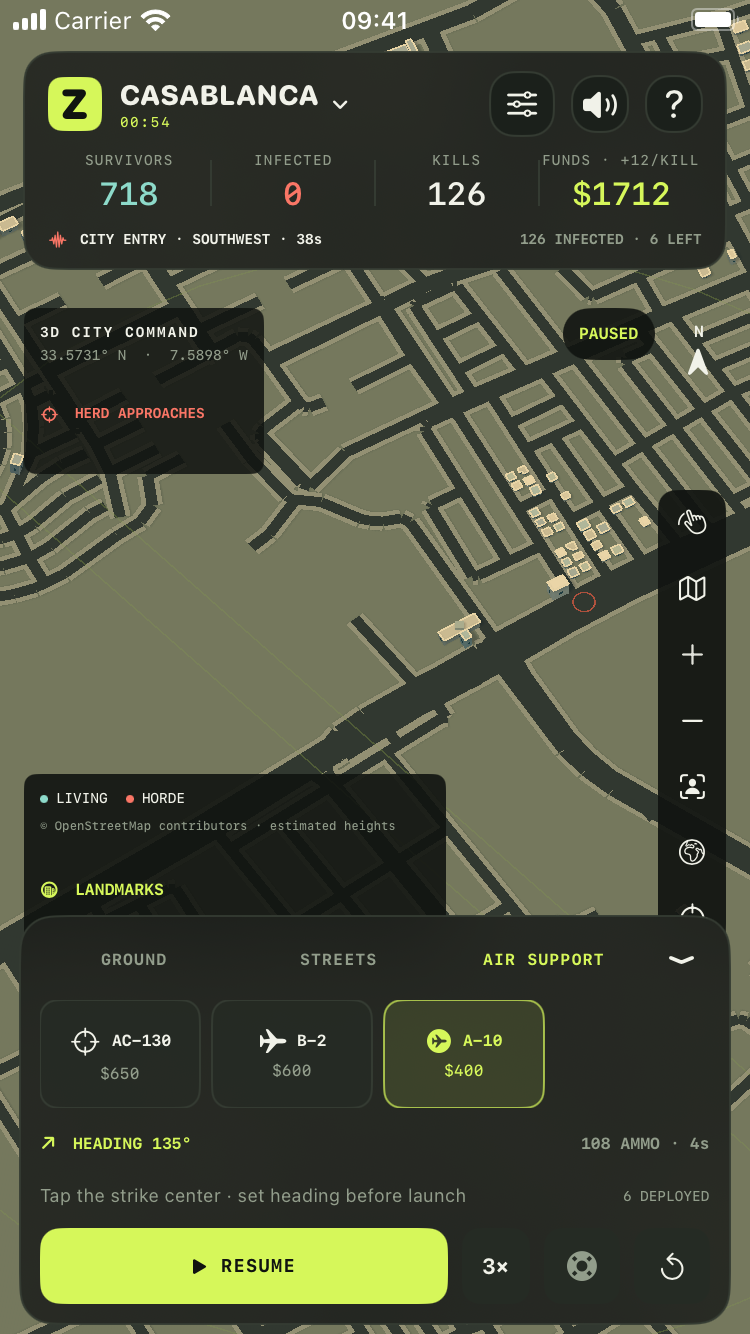 Carrier 09:41
Z CASABLANCA
00:54
SURVIVORS INFECTED KILLS FUNDS · +12/KILL
718 0 126 $1712
CITY ENTRY · SOUTHWEST · 38s 126 INFECTED · 6 LEFT
3D CITY COMMAND
33.5731° N · 7.5898° W
HERD APPROACHES
PAUSED
N
LIVING HORDE
© OpenStreetMap contributors · estimated heights
LANDMARKS
GROUND STREETS AIR SUPPORT
AC-130 B-2 A-10
$650 $600 $400
HEADING 135° 108 AMMO · 4s
Tap the strike center · set heading before launch 6 DEPLOYED
RESUME 3×